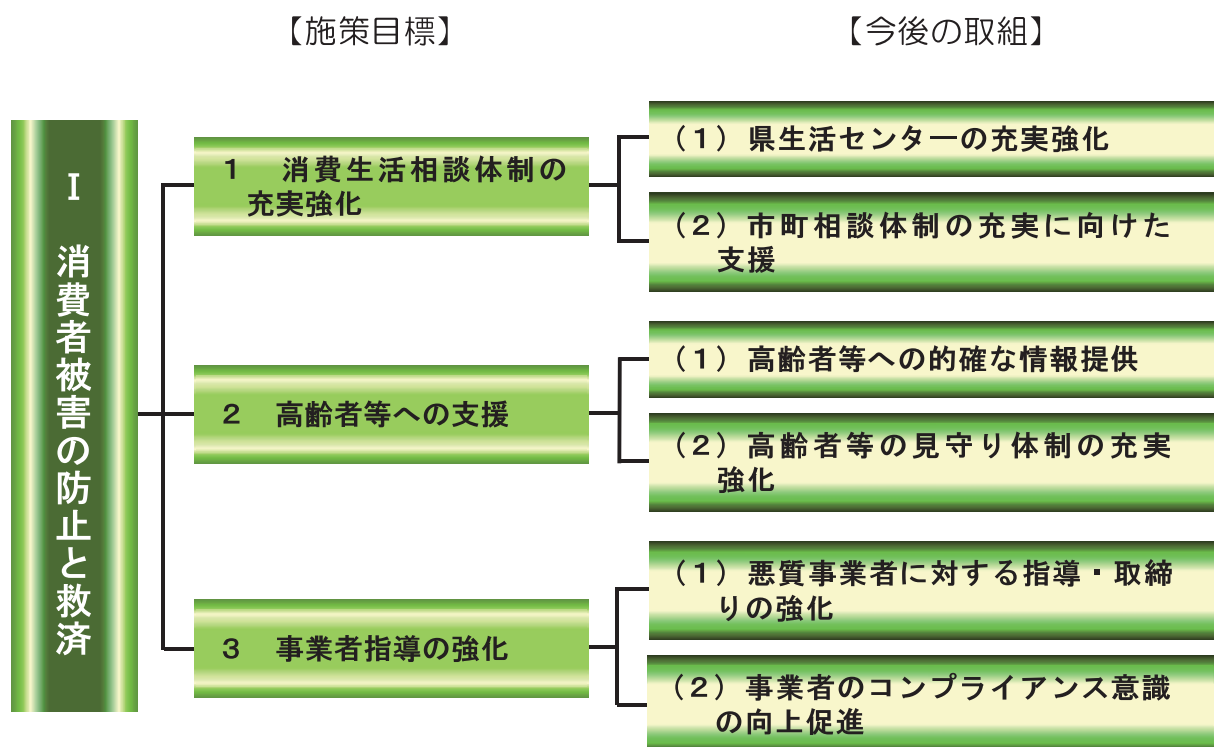 【施策目標】
【今後の取組】
Ⅰ 消費者被害の防止と救済
1 消費生活相談体制の
充実強化
(1)県生活センターの充実強化
(2)市町相談体制の充実に向けた
支援
2 高齢者等への支援
(1)高齢者等への的確な情報提供
(2)高齢者等の見守り体制の充実
強化
3 事業者指導の強化
(1)悪質事業者に対する指導・取締
りの強化
(2)事業者のコンプライアンス意識
の向上促進